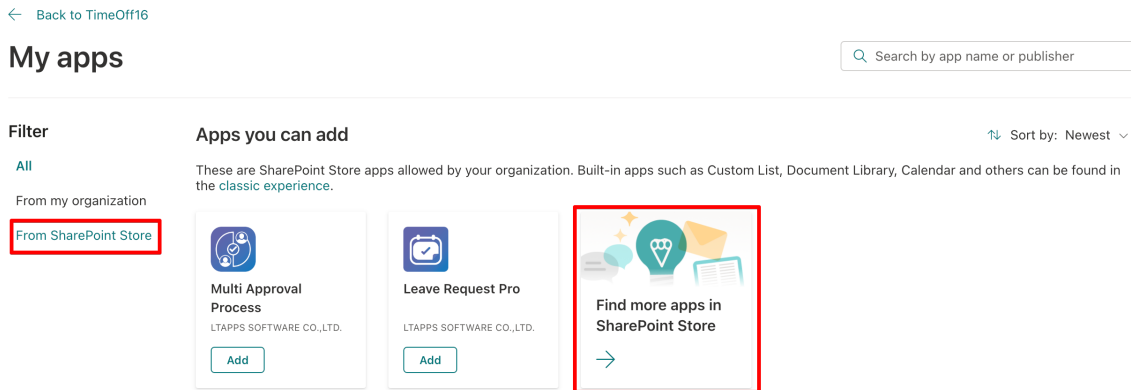 Back to TimeOff16
My apps
Search by app name or publisher
Filter
All
From my organization
From SharePoint Store
Apps you can add
Sort by: Newest
These are SharePoint Store apps allowed by your organization. Built-in apps such as Custom List, Document Library, Calendar and others can be found in
the classic experience.
Multi Approval
Process
LTAPPS SOFTWARE CO.,LTD.
Add
Leave Request Pro
LTAPPS SOFTWARE CO.,LTD.
Add
Find more apps in
SharePoint Store